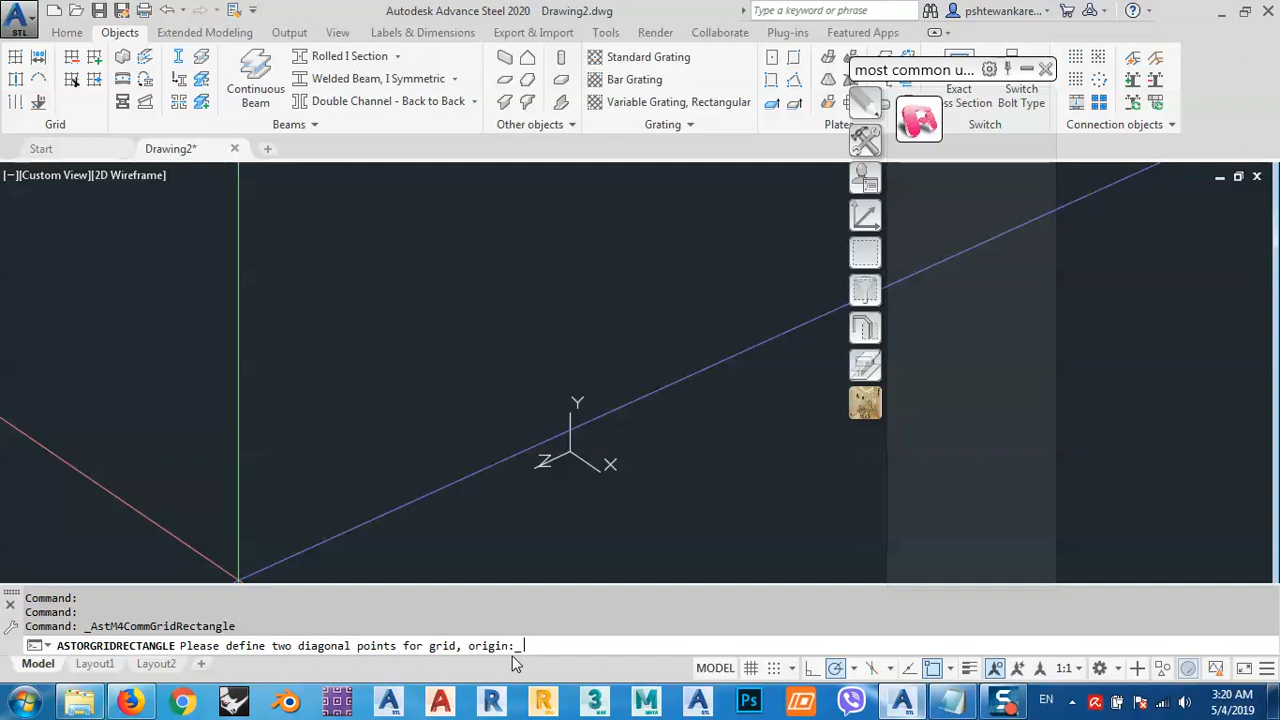 Autodesk Advance Steel 2020 Drawing2.dwg
Type a keyword or phrase
pshtewankare...
Home Objects Extended Modeling Output View Labels & Dimensions Export & Import Tools Render Collaborate Plug-ins Featured Apps
STL
Rolled I Section
Welded Beam, I Symmetric
Double Channel - Back to Back
Continuous
Beam
Standard Grating
Bar Grating
Variable Grating, Rectangular
most common u...
Exact
ss Section
Switch
Bolt Type
Grid Beams Other objects Grating Plate Switch Connection objects
Start Drawing2*
[−][Custom View][2D Wireframe]
Y
Z X
Command:
Command:
Command: _AstM4CommGridRectangle
ASTORGRIDRECTANGLE Please define two diagonal points for grid, origin:_
Model Layout1 Layout2
MODEL 1:1
EN 3:20 AM
5/4/2019